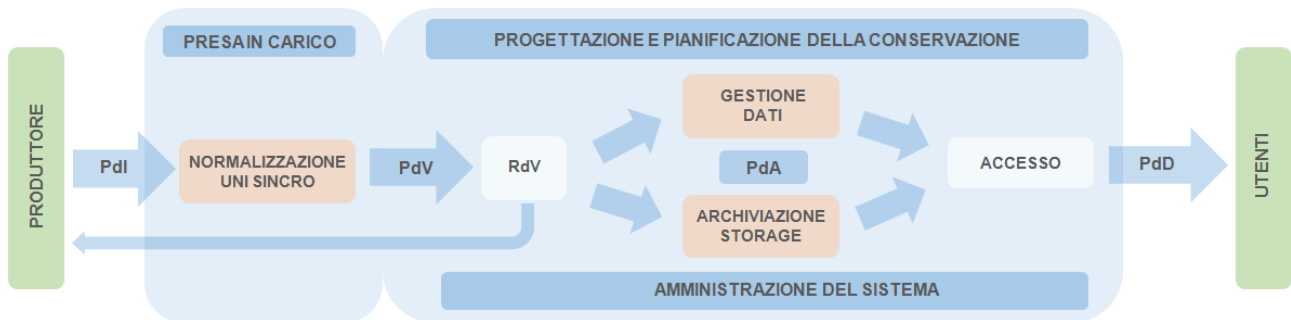 PRESAIN CARICO
PROGETTAZIONE E PIANIFICAZIONE DELLA CONSERVAZIONE
PRODUTTORE
PdI
NORMALIZZAZIONE
UNI SINCRO
PdV
RdV
GESTIONE
DATI
PdA
ARCHIVIAZIONE
STORAGE
ACCESSO
PdD
UTENTI
AMMINISTRAZIONE DEL SISTEMA